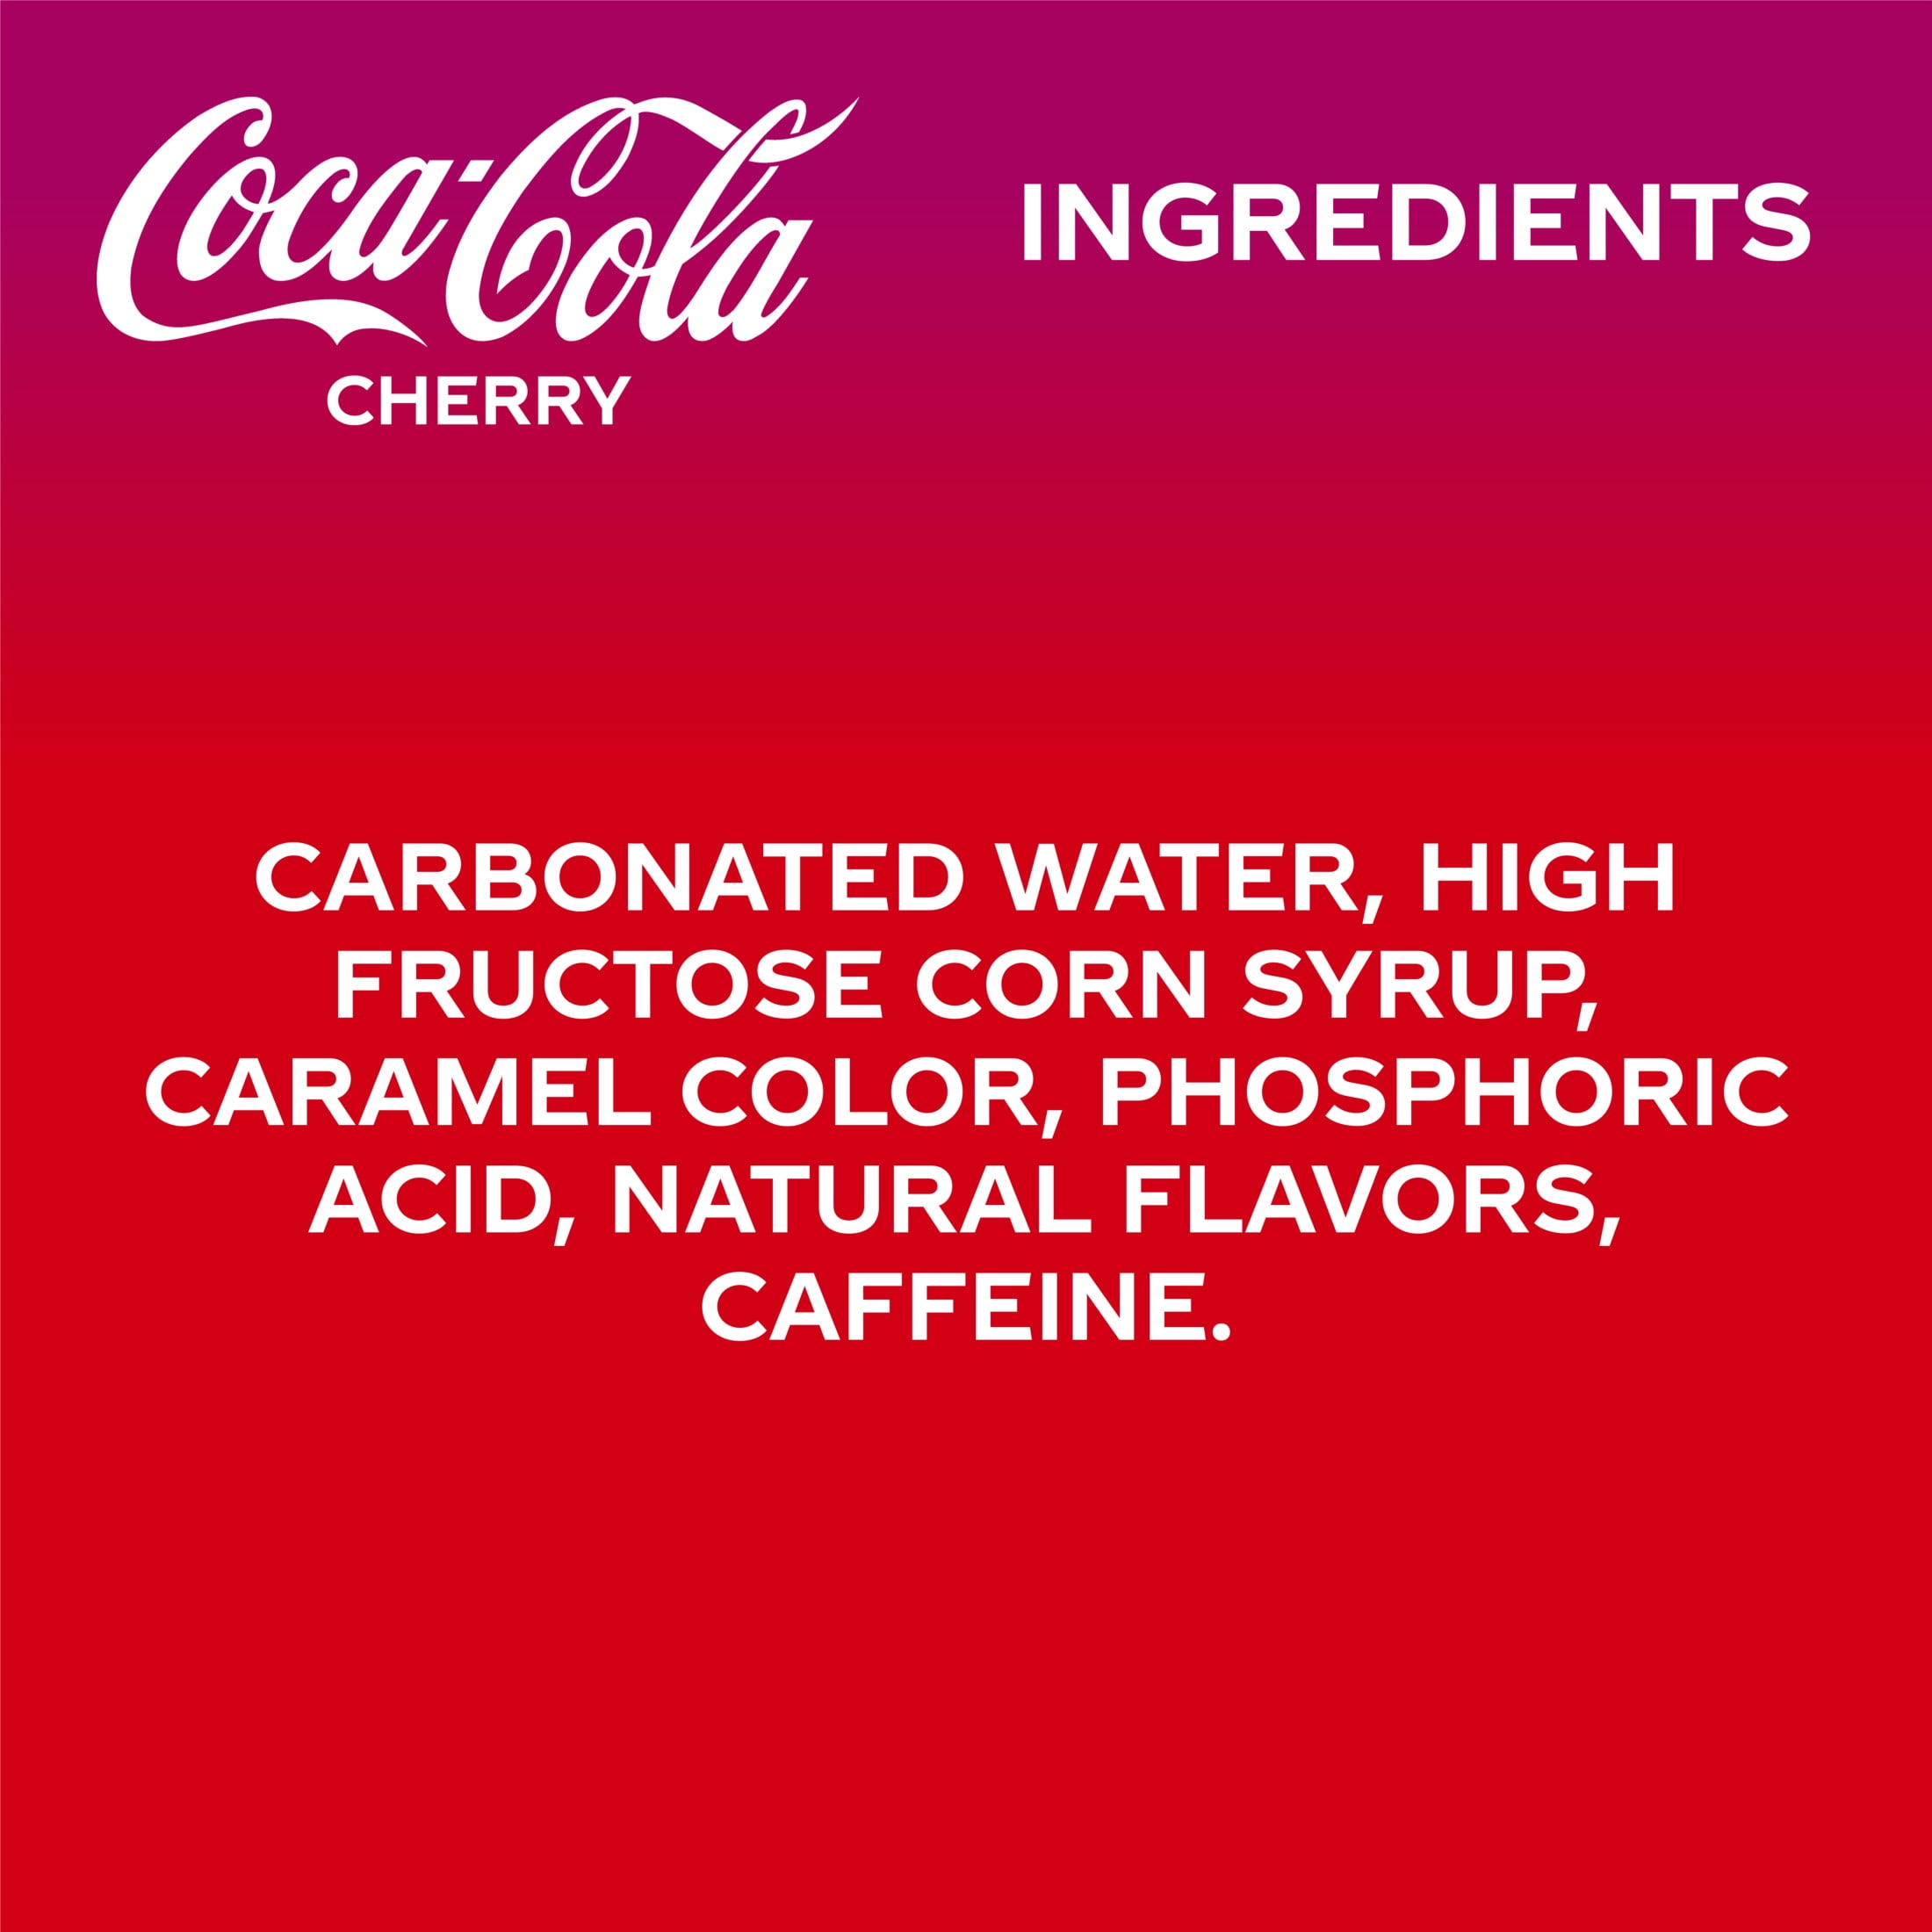 Coca-Cola
CHERRY
INGREDIENTS
CARBONATED WATER, HIGH
FRUCTOSE CORN SYRUP,
CARAMEL COLOR, PHOSPHORIC
ACID, NATURAL FLAVORS,
CAFFEINE.